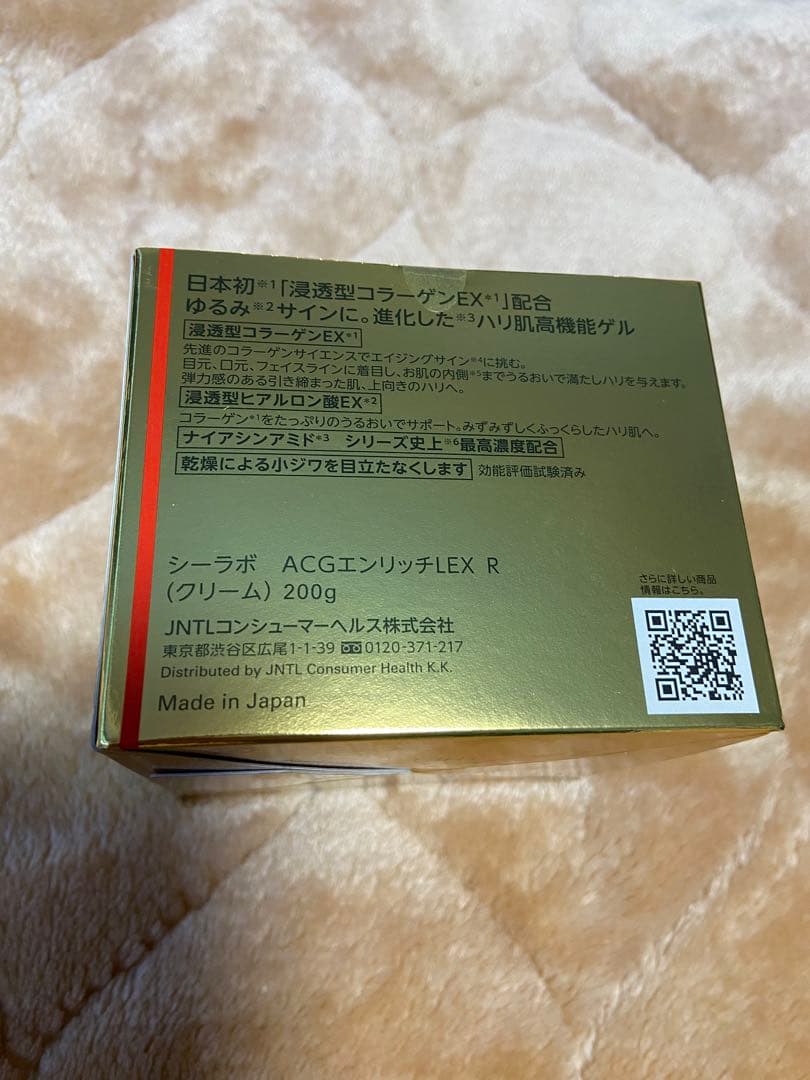 日本初※1「浸透型コラーゲンEX*1」配合
ゆるみ※2サインに。進化した※3ハリ肌高機能ゲル
浸透型コラーゲンEX*1
先進のコラーゲンサイエンスでエイジングサイン※4に挑む。
目元、口元、フェイスラインに着目し、お肌の内側※5までうるおいで満たしハリを与えます。
弾力感のある引き締まった肌、上向きのハリへ。
浸透型ヒアルロン酸EX*2
コラーゲン*1をたっぷりのうるおいでサポート。みずみずしくふっくらしたハリ肌へ。
ナイアシンアミド*3 シリーズ史上※6最高濃度配合
乾燥による小ジワを目立たなくします 効能評価試験済み
シーラボ ACGエンリッチLEX R
(クリーム) 200g
さらに詳しい商品
情報はこちら。
JNTLコンシューマーヘルス株式会社
東京都渋谷区広尾1-1-39 0120-371-217
Distributed by JNTL Consumer Health K.K.
Made in Japan